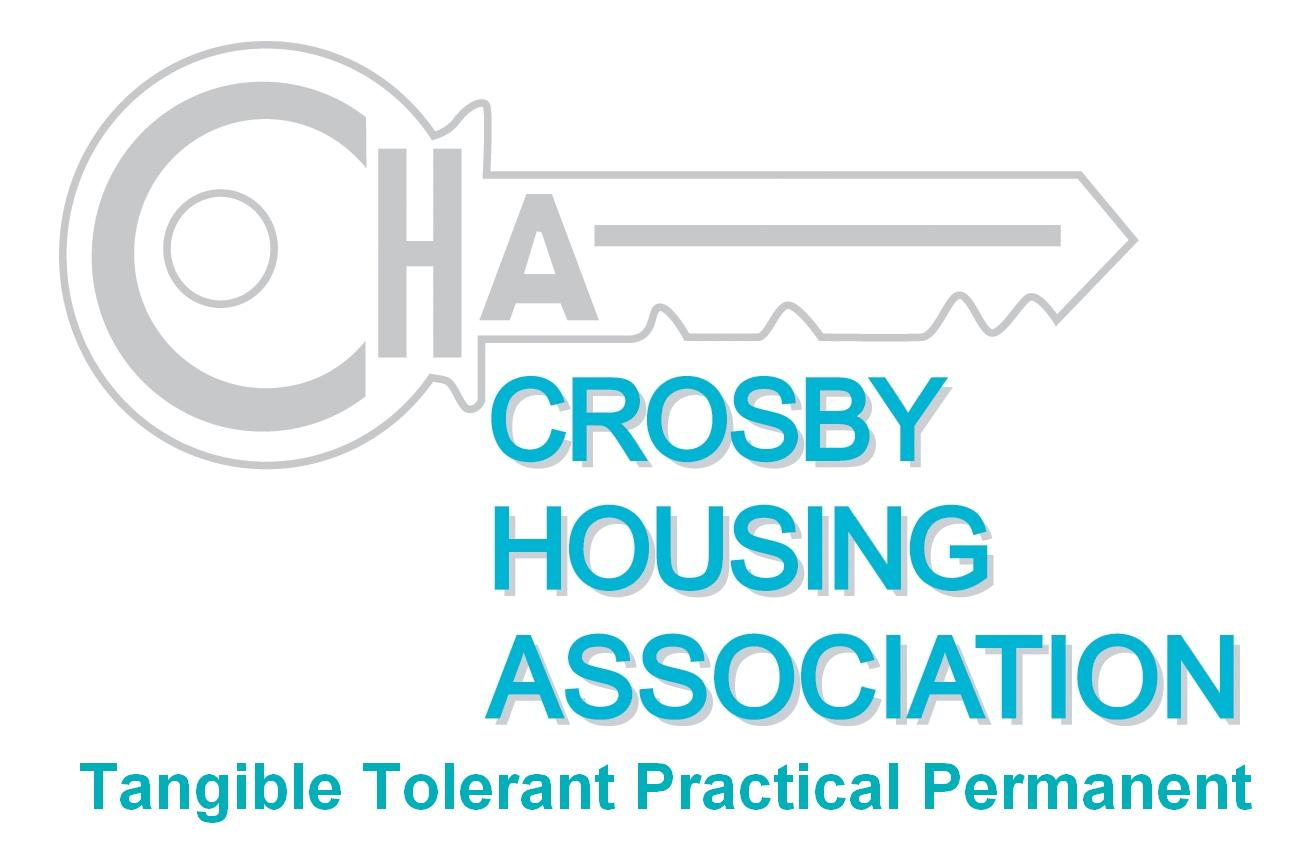 CHA
CROSBY
HOUSING
ASSOCIATION
Tangible Tolerant Practical Permanent